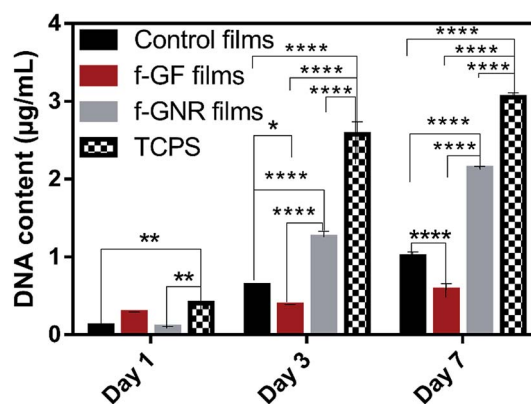 DNA content (μg/mL)
4
3
2
1
0
Control films
f-GF films
f-GNR films
TCPS
**
**
****
****
****
*
****
****
****
****
****
****
****
****
Day 1
Day 3
Day 7